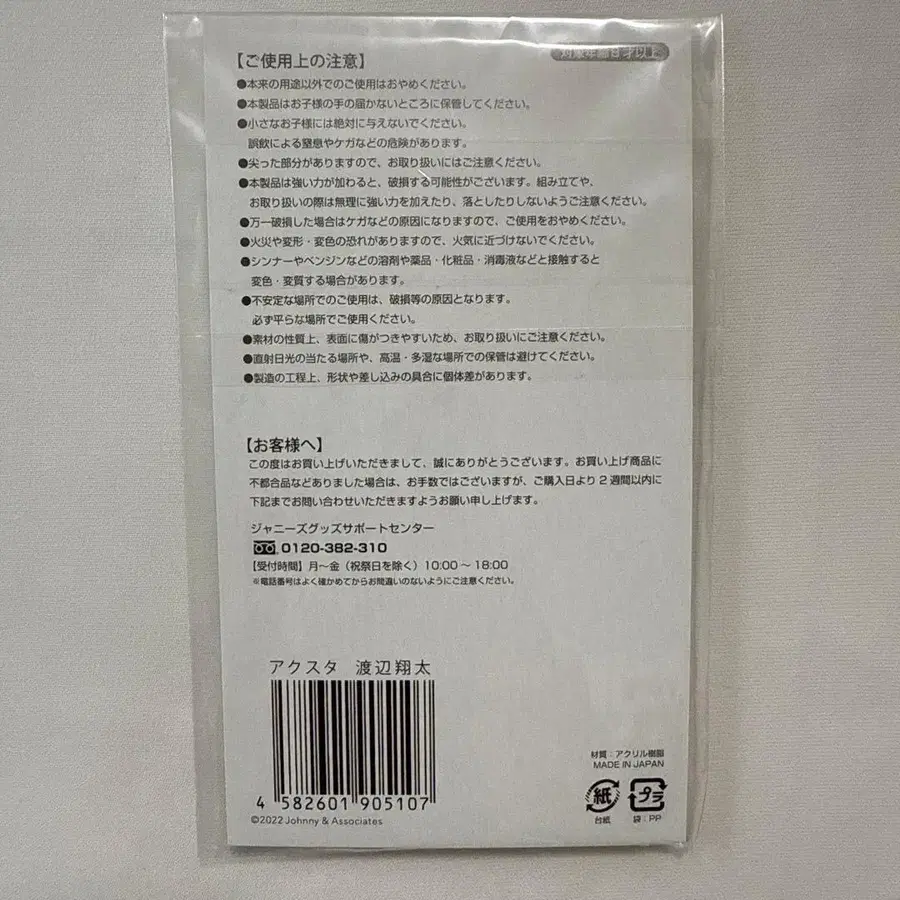 【ご使用上の注意】
対象年齢8才以上
●本来の用途以外でのご使用はおやめください。
●本製品はお子様の手の届かないところに保管してください。
●小さなお子様には絶対に与えないでください。
誤飲による窒息やケガなどの危険があります。
●尖った部分がありますので、お取り扱いにはご注意ください。
●本製品は強い力が加わると、破損する可能性がございます。組み立てや、
お取り扱いの際は無理に強い力を加えたり、落としたりしないようご注意ください。
●万一破損した場合はケガなどの原因になりますので、ご使用をおやめください。
●火災や変形・変色の恐れがありますので、火気に近づけないでください。
●シンナーやベンジンなどの溶剤や薬品・化粧品・消毒液などと接触すると
変色・変質する場合があります。
●不安定な場所でのご使用は、破損等の原因となります。
必ず平らな場所でご使用ください。
●素材の性質上、表面に傷がつきやすいため、お取り扱いにご注意ください。
●直射日光の当たる場所や、高温・多湿な場所での保管は避けてください。
●製造の工程上、形状や差し込みの具合に個体差があります。
【お客様へ】
この度はお買い上げいただきまして、誠にありがとうございます。お買い上げ商品に
不都合品などありました場合は、お手数ではございますが、ご購入日より2週間以内に
下記までお問い合わせいただきますようお願い申し上げます。
ジャニーズグッズサポートセンター
0120-382-310
【受付時間】月〜金(祝祭日を除く)10:00〜18:00
※電話番号はよく確かめてからお間違いのないようにご注意ください。
アクスタ 渡辺翔太
4 582601 905107
©2022 Johnny & Associates
材質:アクリル樹脂
MADE IN JAPAN
紙 プラ
台紙 袋:PP